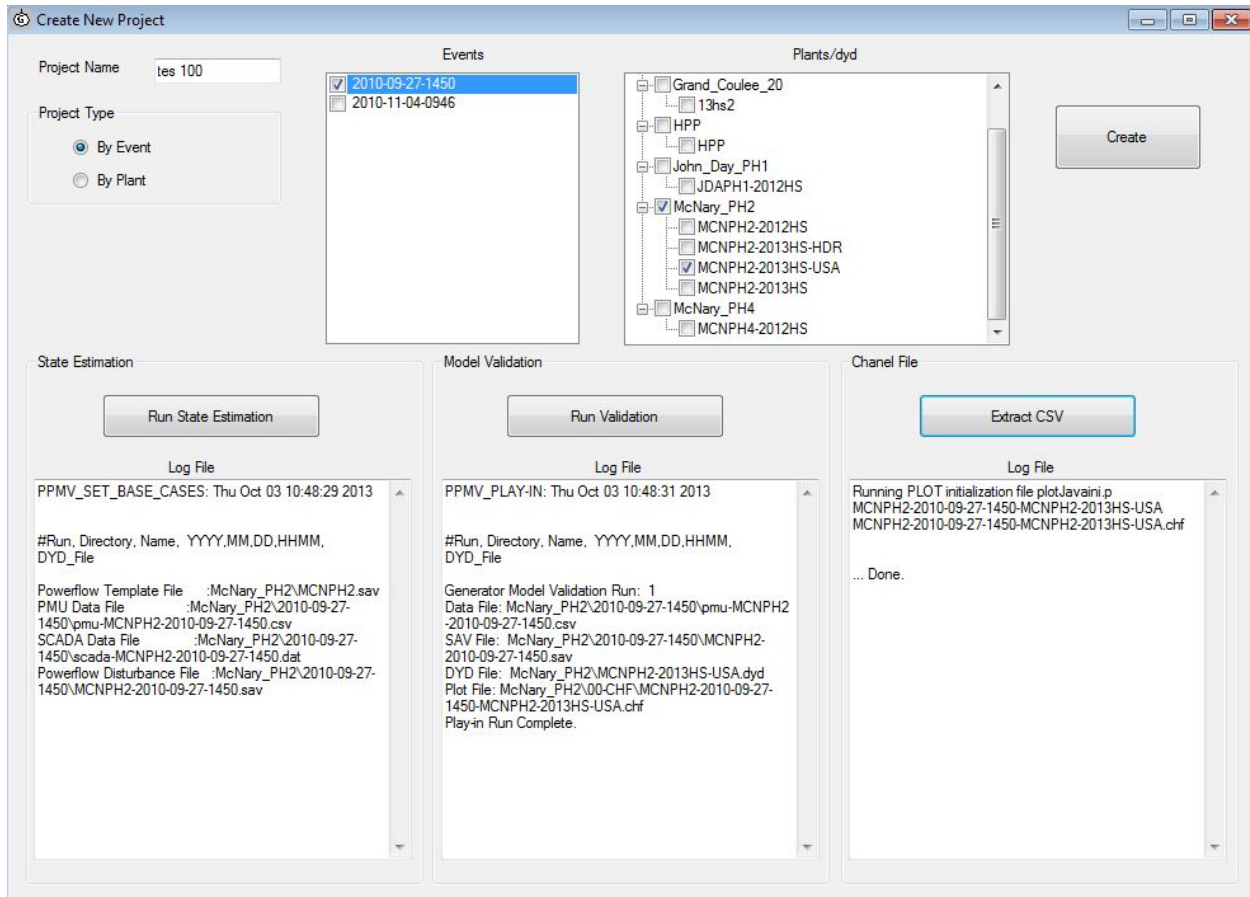 Create New Project
Project Name
tes 100
Project Type
By Event
By Plant
Events
2010-09-27-1450
2010-11-04-0946
Plants/dyd
Grand_Coulee_20
13hs2
HPP
HPP
John_Day_PH1
JDAPH1-2012HS
McNary_PH2
MCNPH2-2012HS
MCNPH2-2013HS-HDR
MCNPH2-2013HS-USA
MCNPH2-2013HS
McNary_PH4
MCNPH4-2012HS
Create
State Estimation
Run State Estimation
Log File
PPMV_SET_BASE_CASES: Thu Oct 03 10:48:29 2013
#Run, Directory, Name, YYYY,MM,DD,HHMM,
DYD_File
Powerflow Template File :McNary_PH2\MCNPH2.sav
PMU Data File :McNary_PH2\2010-09-27-
1450\pmu-MCNPH2-2010-09-27-1450.csv
SCADA Data File :McNary_PH2\2010-09-27-
1450\scada-MCNPH2-2010-09-27-1450.dat
Powerflow Disturbance File :McNary_PH2\2010-09-27-
1450\MCNPH2-2010-09-27-1450.sav
Model Validation
Run Validation
Log File
PPMV_PLAY-IN: Thu Oct 03 10:48:31 2013
#Run, Directory, Name, YYYY,MM,DD,HHMM,
DYD_File
Generator Model Validation Run: 1
Data File: McNary_PH2\2010-09-27-1450\pmu-MCNPH2
-2010-09-27-1450.csv
SAV File: McNary_PH2\2010-09-27-1450\MCNPH2-
2010-09-27-1450.sav
DYD File: McNary_PH2\MCNPH2-2013HS-USA.dyd
Plot File: McNary_PH2\00-CHF\MCNPH2-2010-09-27-
1450-MCNPH2-2013HS-USA.chf
Play-in Run Complete.
Chanel File
Extract CSV
Log File
Running PLOT initialization file plotJavaini.p
MCNPH2-2010-09-27-1450-MCNPH2-2013HS-USA
MCNPH2-2010-09-27-1450-MCNPH2-2013HS-USA.chf
... Done.